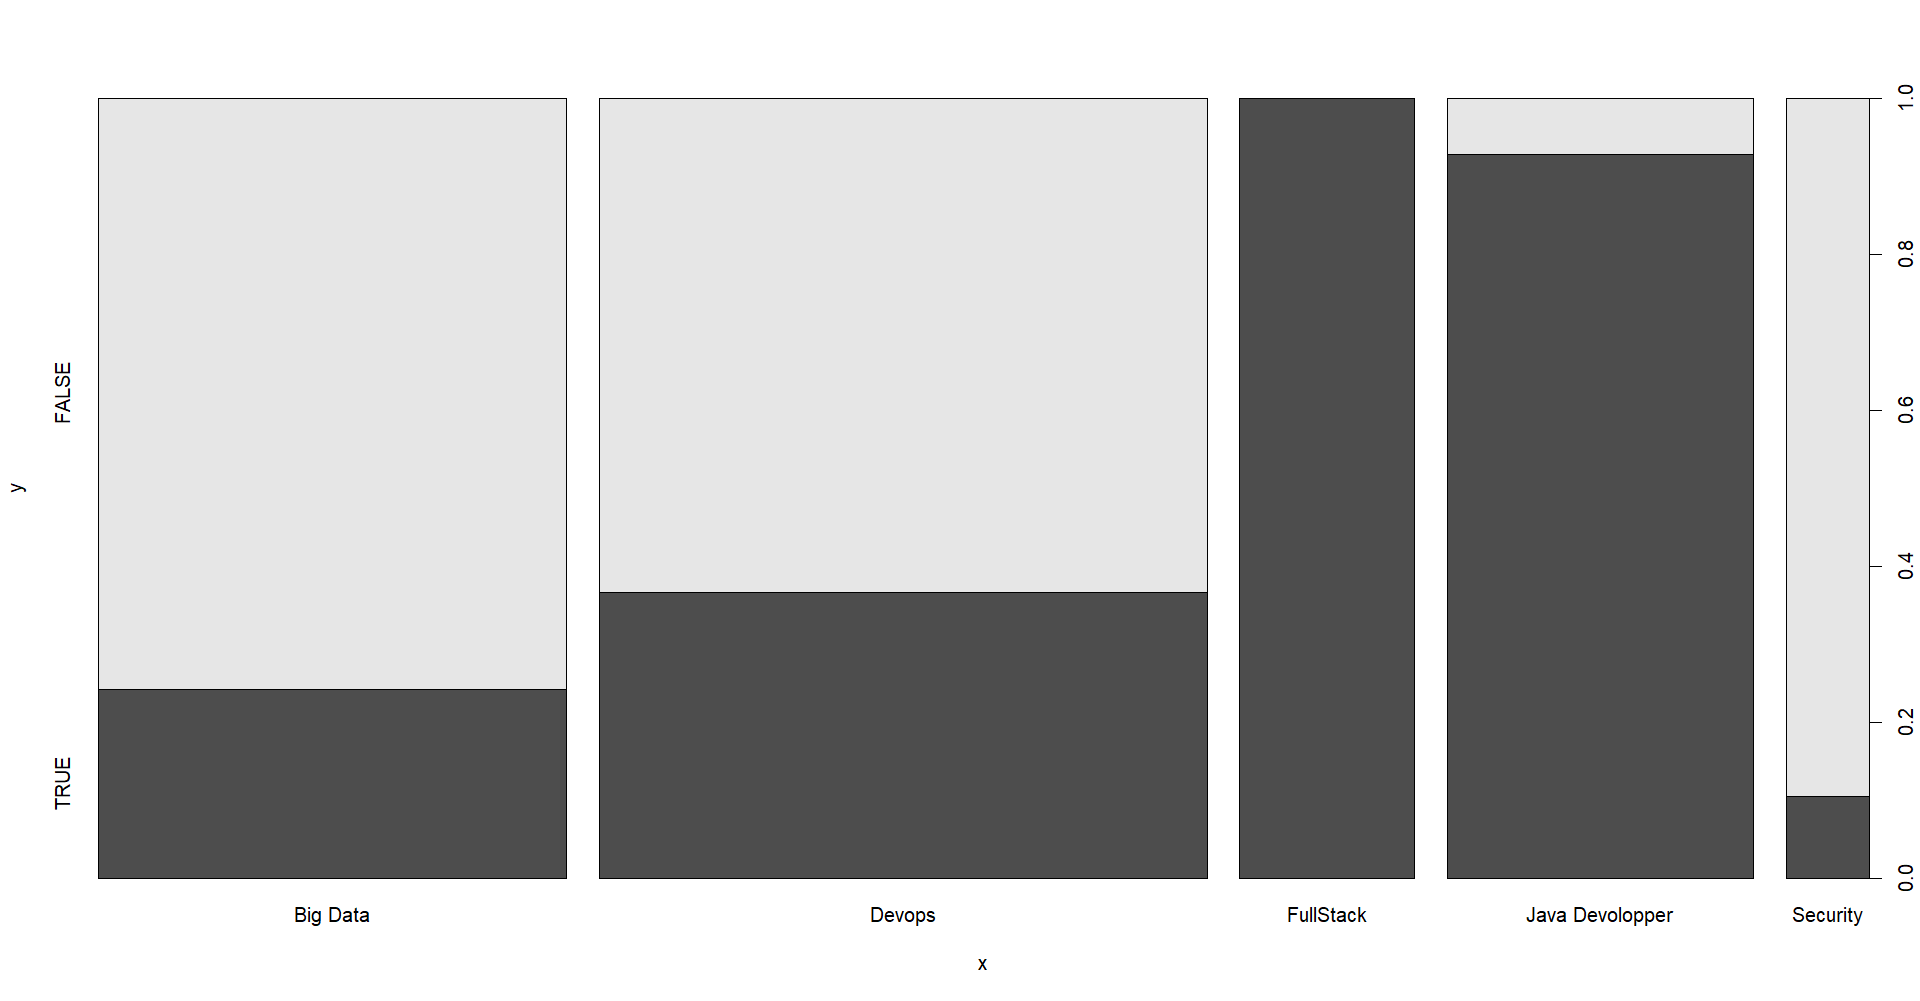 1.0
0.8
0.6
0.4
0.2
0.0
FALSE
TRUE
y
Big Data
Devops
FullStack
Java Devolopper
Security
x